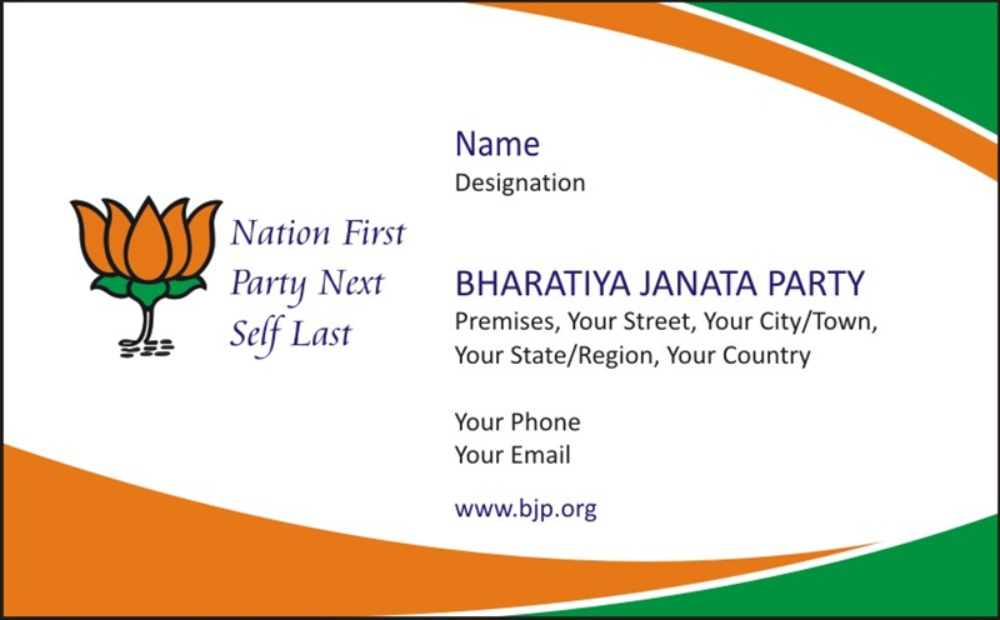 Nation First
Party Next
Self Last
Name
Designation
BHARATIYA JANATA PARTY
Premises, Your Street, Your City/Town,
Your State/Region, Your Country
Your Phone
Your Email
www.bjp.org